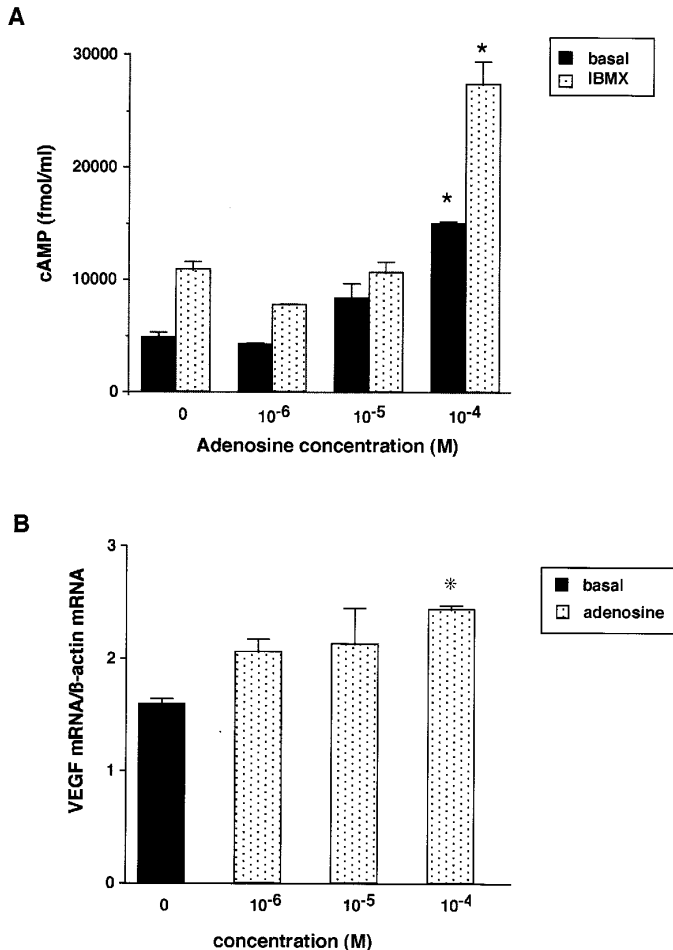 A
basal
IBMX
30000
20000
10000
0
cAMP (fmol/ml)
*
*
0 10⁻⁶ 10⁻⁵ 10⁻⁴
Adenosine concentration (M)
B
basal
adenosine
3
2
1
0
VEGF mRNA/ß-actin mRNA
*
0 10⁻⁶ 10⁻⁵ 10⁻⁴
concentration (M)